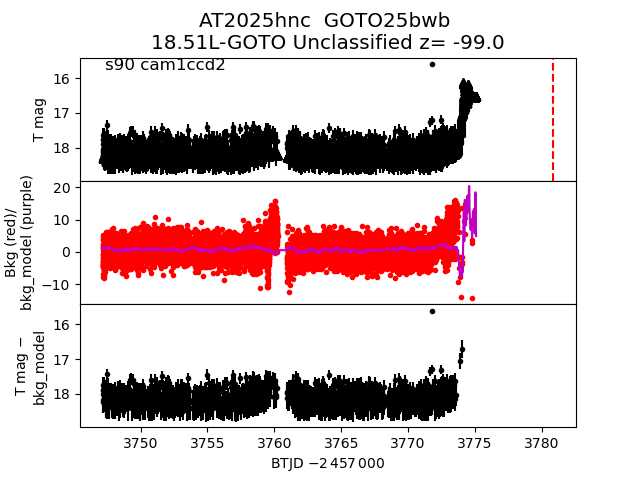 AT2025hnc  GOTO25bwb
18.51L-GOTO Unclassified z= -99.0
s90 cam1ccd2
T mag
16
17
18
Bkg (red)/
bkg_model (purple)
20
10
0
−10
T mag −
bkg_model
16
17
18
3750 3755 3760 3765 3770 3775 3780
BTJD −2 457 000